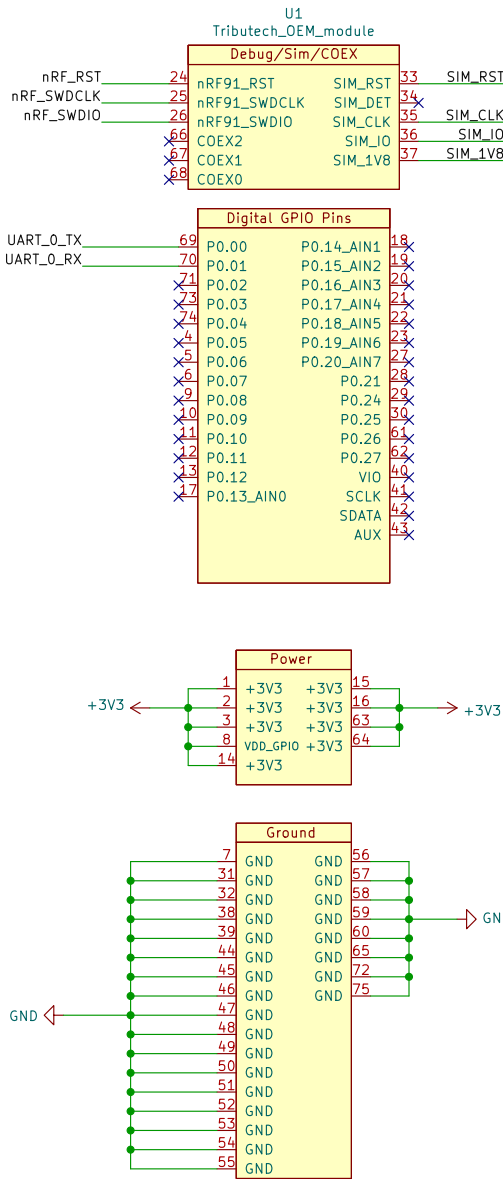 U1
Tributech_OEM_module
Debug/Sim/COEX
nRF_RST 24 nRF91_RST SIM_RST 33 SIM_RST
nRF_SWDCLK 25 nRF91_SWDCLK SIM_DET 34
nRF_SWDIO 26 nRF91_SWDIO SIM_CLK 35 SIM_CLK
66 COEX2 SIM_IO 36 SIM_IO
67 COEX1 SIM_1V8 37 SIM_1V8
68 COEX0
Digital GPIO Pins
UART_0_TX 69 P0.00 P0.14_AIN1 18
UART_0_RX 70 P0.01 P0.15_AIN2 19
71 P0.02 P0.16_AIN3 20
73 P0.03 P0.17_AIN4 21
74 P0.04 P0.18_AIN5 22
4 P0.05 P0.19_AIN6 23
5 P0.06 P0.20_AIN7 27
6 P0.07 P0.21 28
9 P0.08 P0.24 29
10 P0.09 P0.25 30
11 P0.10 P0.26 61
12 P0.11 P0.27 62
13 P0.12 VIO 40
17 P0.13_AIN0 SCLK 41
SDATA 42
AUX 43
Power
1 +3V3 +3V3 15
+3V3 2 +3V3 +3V3 16 +3V3
3 +3V3 +3V3 63
8 VDD_GPIO +3V3 64
14 +3V3
Ground
7 GND GND 56
31 GND GND 57
32 GND GND 58
38 GND GND 59 GN
39 GND GND 60
44 GND GND 65
45 GND GND 72
46 GND GND 75
GND 47 GND
48 GND
49 GND
50 GND
51 GND
52 GND
53 GND
54 GND
55 GND